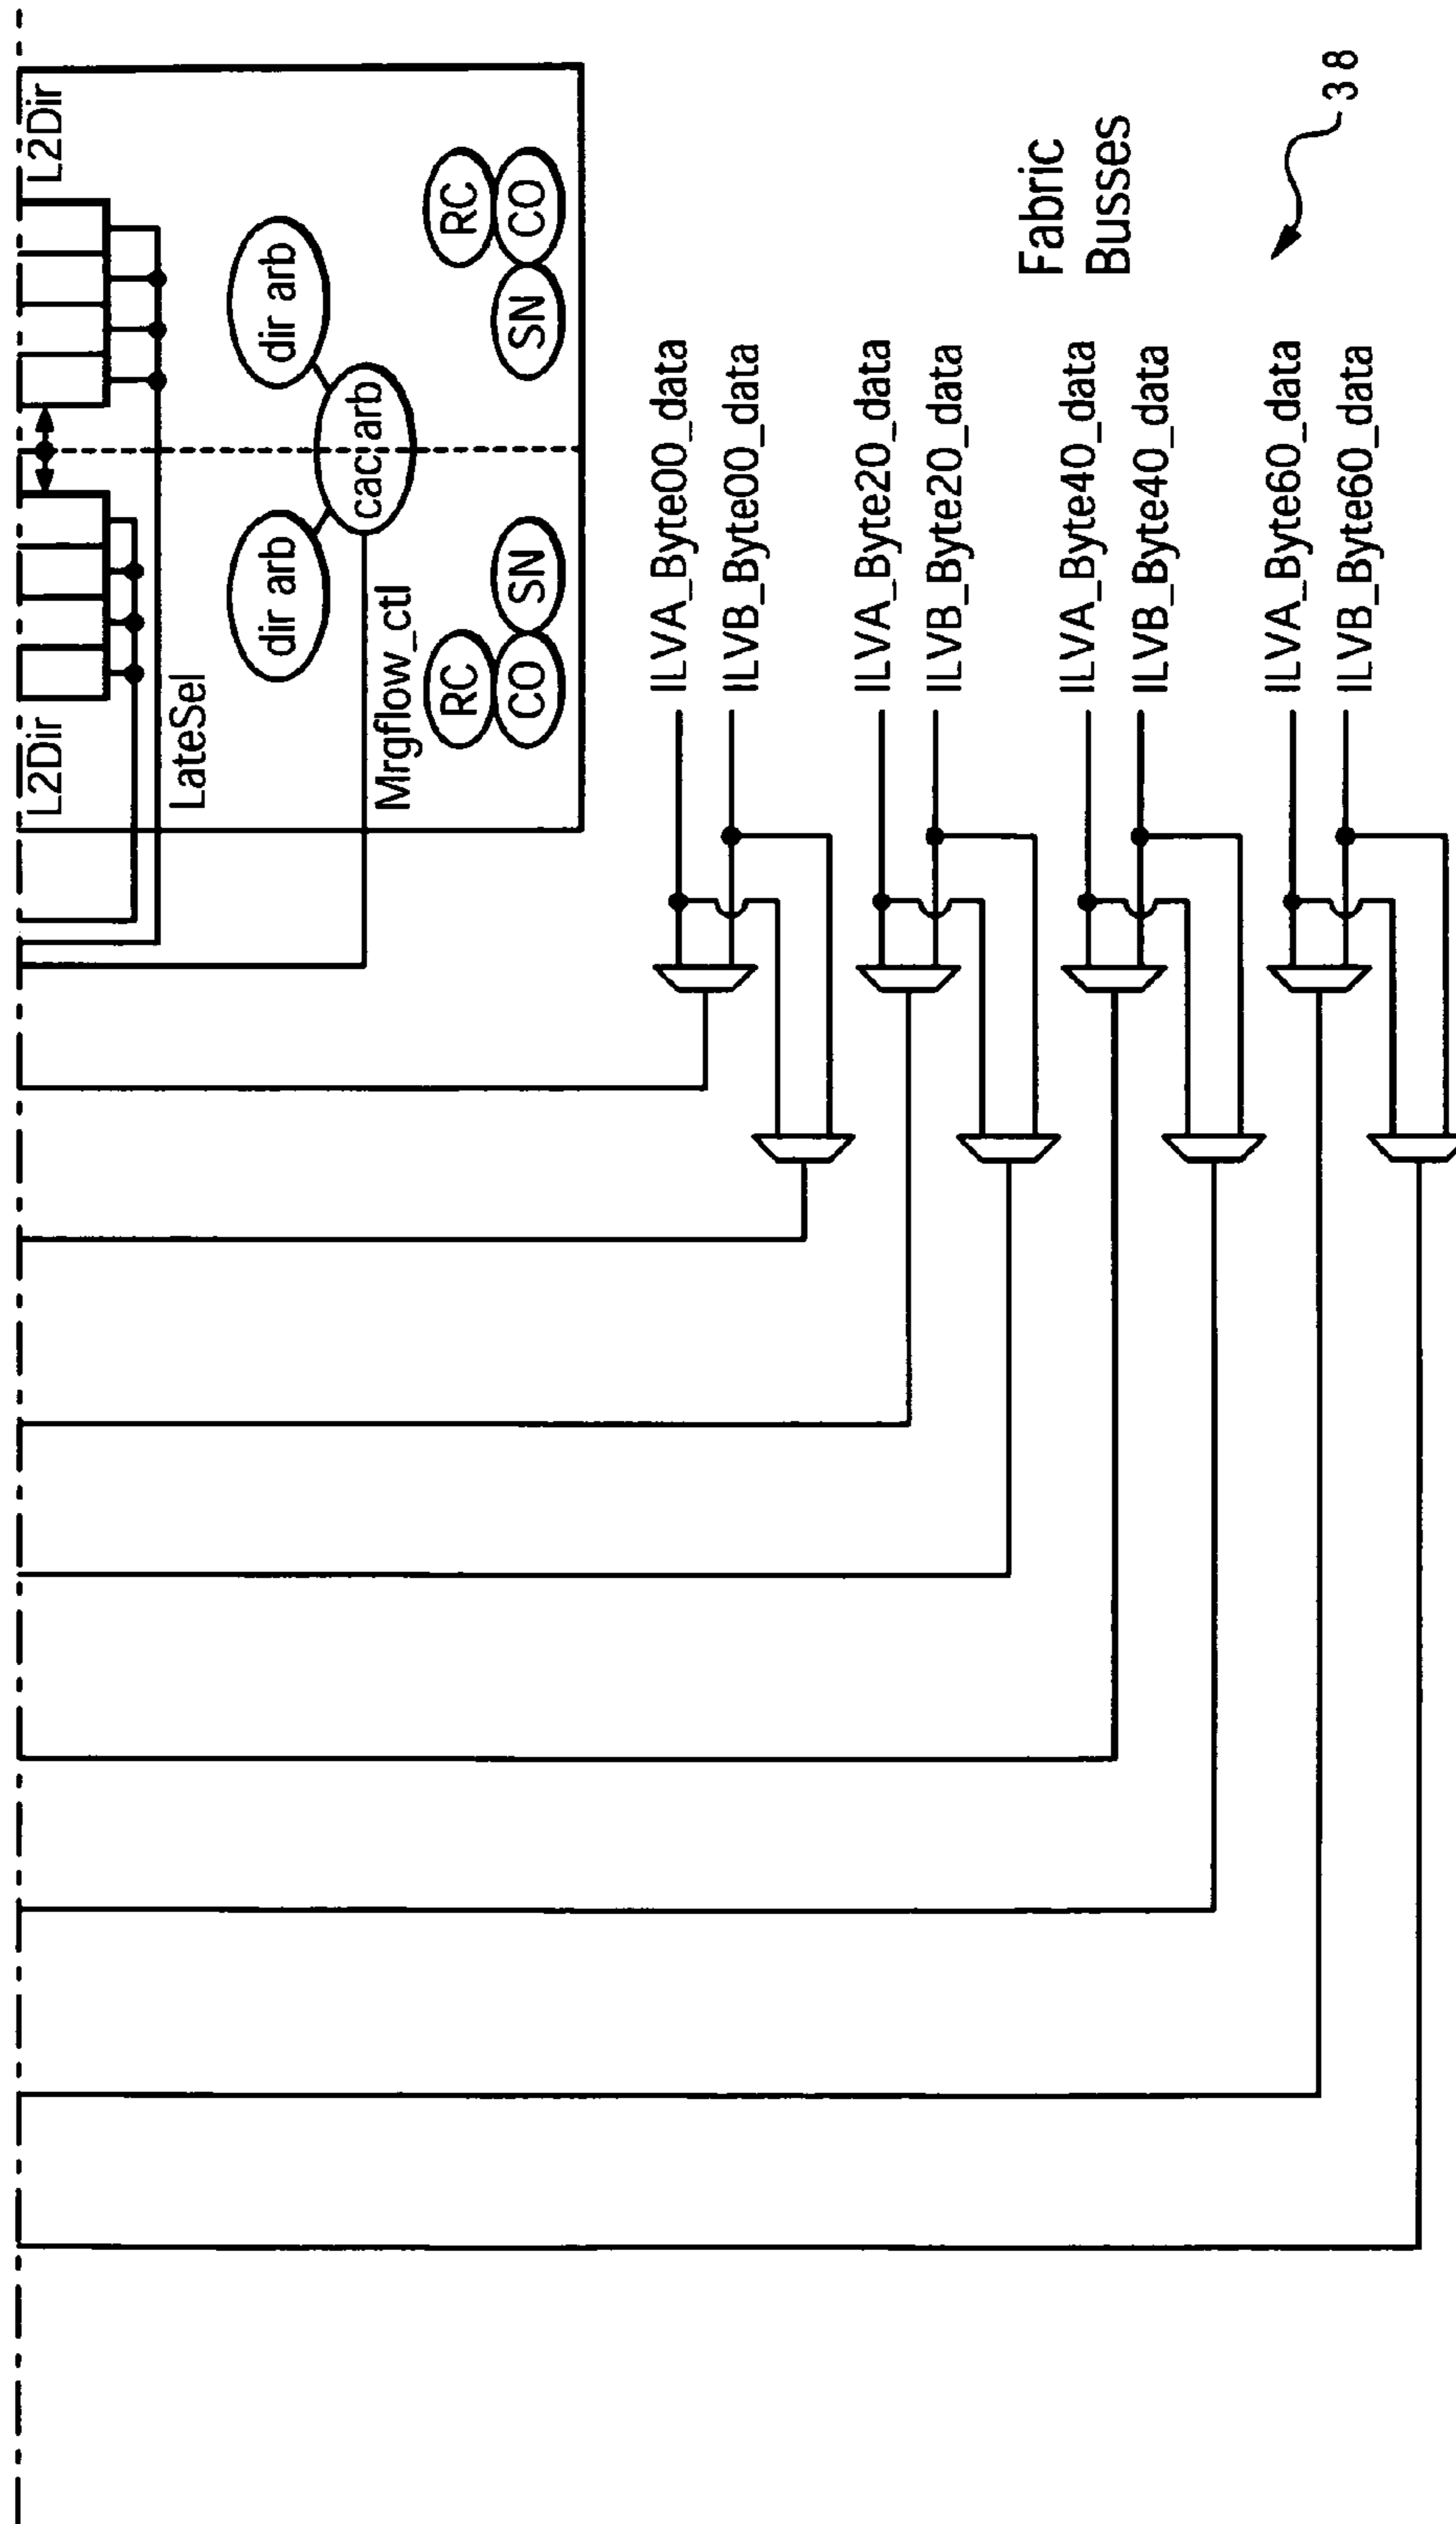 L2Dir
L2Dir
LateSel
dir arb
dir arb
cac arb
Mrgflow_ctl
RC
CO
SN
SN
RC
CO
ILVA_Byte00_data
ILVB_Byte00_data
ILVA_Byte20_data
ILVB_Byte20_data
Fabric
Busses
ILVA_Byte40_data
ILVB_Byte40_data
ILVA_Byte60_data
ILVB_Byte60_data
38